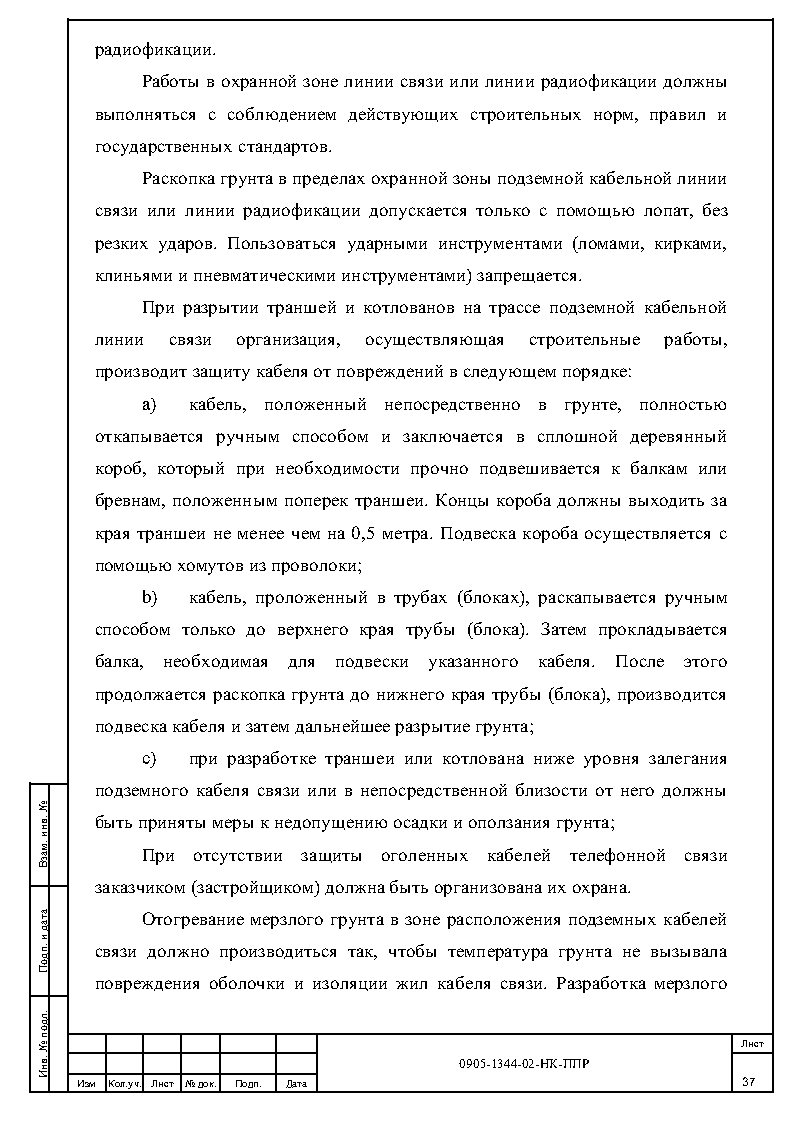 радиофикации.
Работы в охранной зоне линии связи или линии радиофикации должны
выполняться с соблюдением действующих строительных норм, правил и
государственных стандартов.
Раскопка грунта в пределах охранной зоны подземной кабельной линии
связи или линии радиофикации допускается только с помощью лопат, без
резких ударов. Пользоваться ударными инструментами (ломами, кирками,
клиньями и пневматическими инструментами) запрещается.
При разрытии траншей и котлованов на трассе подземной кабельной
линии связи организация, осуществляющая строительные работы,
производит защиту кабеля от повреждений в следующем порядке:
a) кабель, положенный непосредственно в грунте, полностью
откапывается ручным способом и заключается в сплошной деревянный
короб, который при необходимости прочно подвешивается к балкам или
бревнам, положенным поперек траншеи. Концы короба должны выходить за
края траншеи не менее чем на 0,5 метра. Подвеска короба осуществляется с
помощью хомутов из проволоки;
b) кабель, проложенный в трубах (блоках), раскапывается ручным
способом только до верхнего края трубы (блока). Затем прокладывается
балка, необходимая для подвески указанного кабеля. После этого
продолжается раскопка грунта до нижнего края трубы (блока), производится
подвеска кабеля и затем дальнейшее разрытие грунта;
c) при разработке траншеи или котлована ниже уровня залегания
подземного кабеля связи или в непосредственной близости от него должны
быть приняты меры к недопущению осадки и оползания грунта;
При отсутствии защиты оголенных кабелей телефонной связи
заказчиком (застройщиком) должна быть организована их охрана.
Отогревание мерзлого грунта в зоне расположения подземных кабелей
связи должно производиться так, чтобы температура грунта не вызывала
повреждения оболочки и изоляции жил кабеля связи. Разработка мерзлого
Взам. инв. №
Подп. и дата
Инв. № подл.
Изм Кол.уч. Лист № док. Подп. Дата
0905-1344-02-НК-ППР
Лист
37